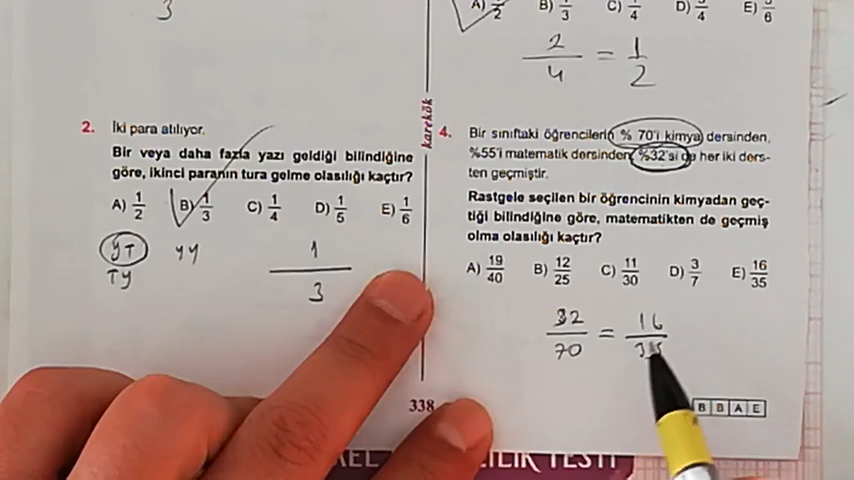 3
2.
İki para atılıyor.
Bir veya daha fazla yazı geldiği bilindiğine
göre, ikinci paranın tura gelme olasılığı kaçtır?
A) 1/2 B) 1/3 C) 1/4 D) 1/5 E) 1/6
YT YY
TY
1/3
karekök
338
A) /2 B) /3 C) /4 D) /4 E) /6
2/4 = 1/2
4. Bir sınıftaki öğrencilerin % 70'i kimya dersinden,
%55'i matematik dersinden %32'si de her iki ders-
ten geçmiştir.
Rastgele seçilen bir öğrencinin kimyadan geç-
tiği bilindiğine göre, matematikten de geçmiş
olma olasılığı kaçtır?
A) 19/40 B) 12/25 C) 11/30 D) 3/7 E) 16/35
32/70 = 16/35
B B A E
TESTİ